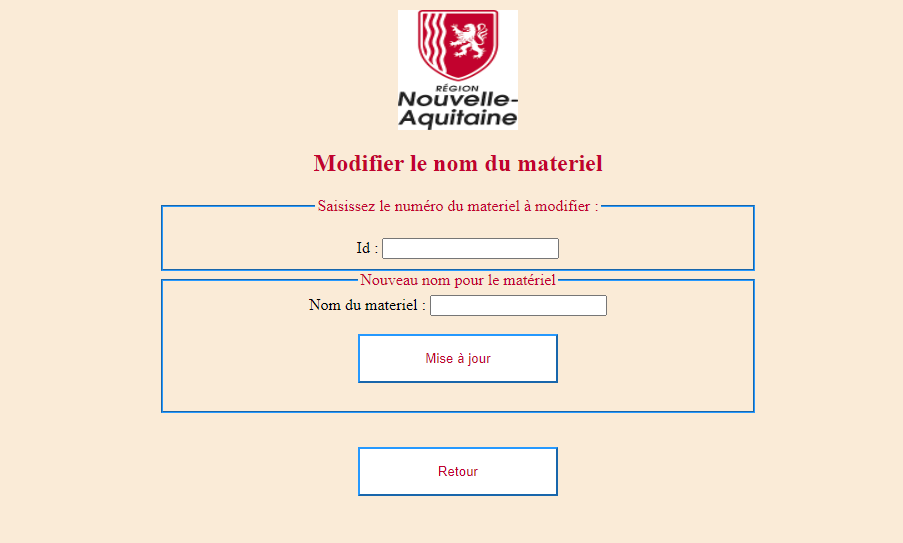 RÉGION
Nouvelle-
Aquitaine
Modifier le nom du materiel
Saisissez le numéro du materiel à modifier :
Id :
Nouveau nom pour le matériel
Nom du materiel :
Mise à jour
Retour